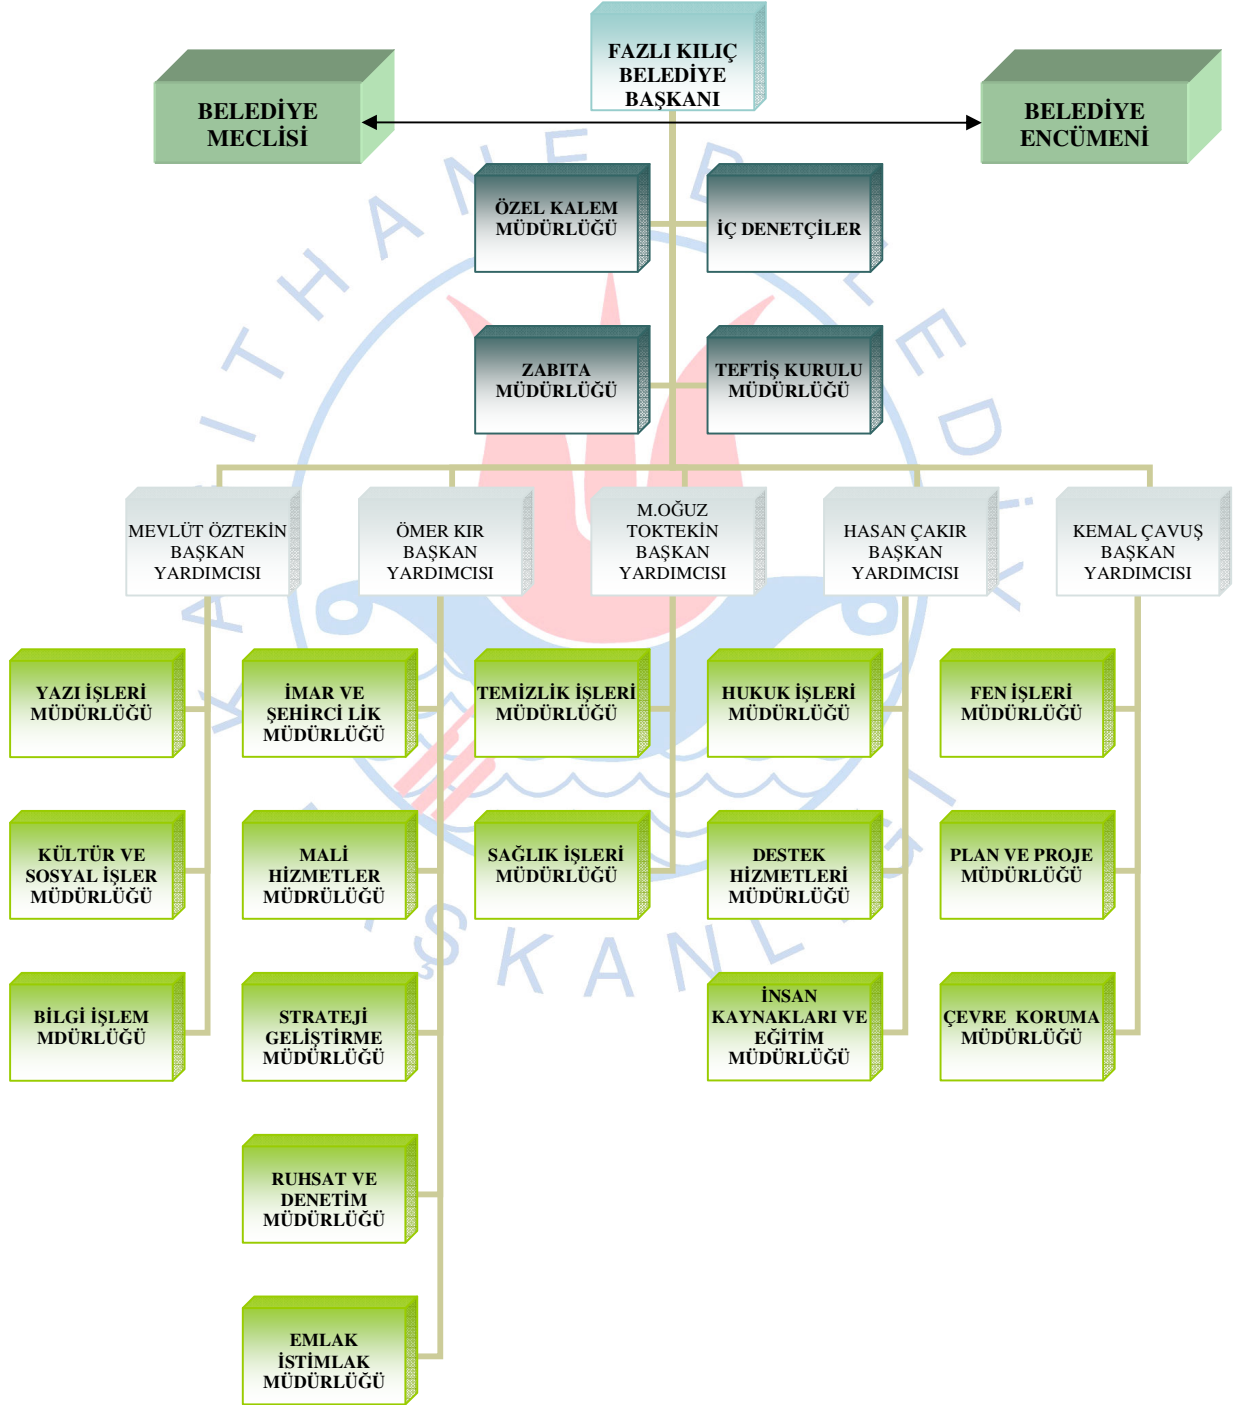 FAZLI KILIÇ
BELEDİYE
BAŞKANI
BELEDİYE
MECLİSİ
BELEDİYE
ENCÜMENİ
ÖZEL KALEM
MÜDÜRLÜĞÜ
İÇ DENETÇİLER
ZABITA
MÜDÜRLÜĞÜ
TEFTİŞ KURULU
MÜDÜRLÜĞÜ
MEVLÜT ÖZTEKİN
BAŞKAN
YARDIMCISI
ÖMER KIR
BAŞKAN
YARDIMCISI
M.OĞUZ
TOKTEKİN
BAŞKAN
YARDIMCISI
HASAN ÇAKIR
BAŞKAN
YARDIMCISI
KEMAL ÇAVUŞ
BAŞKAN
YARDIMCISI
YAZI İŞLERİ
MÜDÜRLÜĞÜ
İMAR VE
ŞEHİRCİ LİK
MÜDÜRLÜĞÜ
TEMİZLİK İŞLERİ
MÜDÜRLÜĞÜ
HUKUK İŞLERİ
MÜDÜRLÜĞÜ
FEN İŞLERİ
MÜDÜRLÜĞÜ
KÜLTÜR VE
SOSYAL İŞLER
MÜDÜRLÜĞÜ
MALİ
HİZMETLER
MÜDRÜLÜĞÜ
SAĞLIK İŞLERİ
MÜDÜRLÜĞÜ
DESTEK
HİZMETLERİ
MÜDÜRLÜĞÜ
PLAN VE PROJE
MÜDÜRLÜĞÜ
BİLGİ İŞLEM
MDÜRLÜĞÜ
STRATEJİ
GELİŞTİRME
MÜDÜRLÜĞÜ
İNSAN
KAYNAKLARI VE
EĞİTİM
MÜDÜRLÜĞÜ
ÇEVRE KORUMA
MÜDÜRLÜĞÜ
RUHSAT VE
DENETİM
MÜDÜRLÜĞÜ
EMLAK
İSTİMLAK
MÜDÜRLÜĞÜ